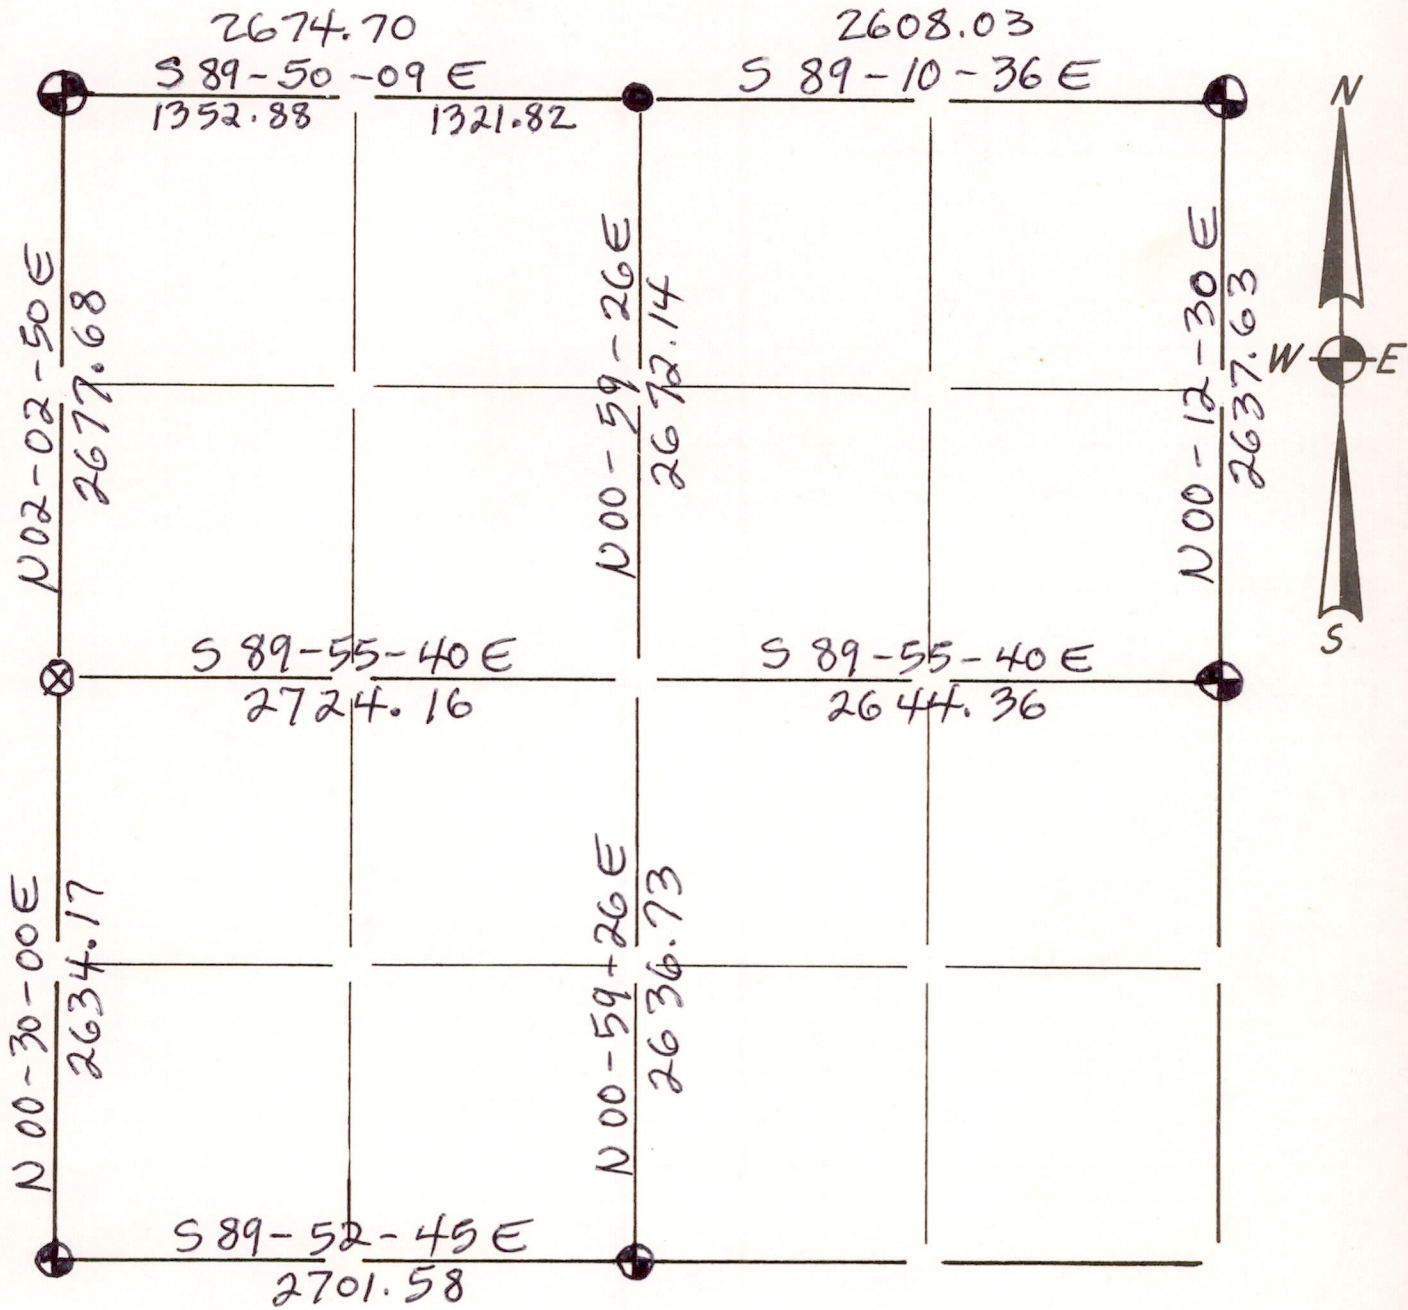 2674.70
2608.03
S 89-50-09 E
S 89-10-36 E
1352.88
1321.82
N
W
E
S
N 02-02-50 E
2677.68
N 00-59-26 E
2672.14
N 00-12-30 E
2637.63
S 89-55-40 E
2724.16
S 89-55-40 E
2644.36
N 00-30-00 E
2634.17
N 00-59-26 E
2636.73
S 89-52-45 E
2701.58